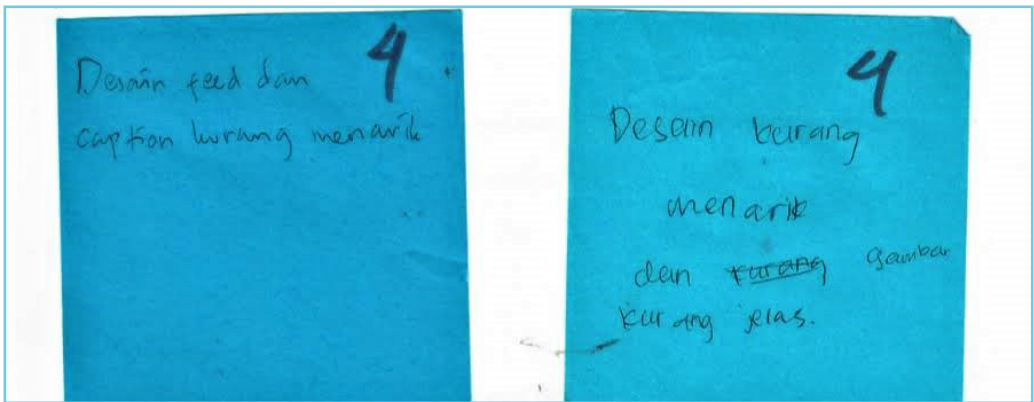 4
Desain feed dan
caption kurang menarik
4
Desain kurang
menarik
dan kurang gambar
kurang jelas.